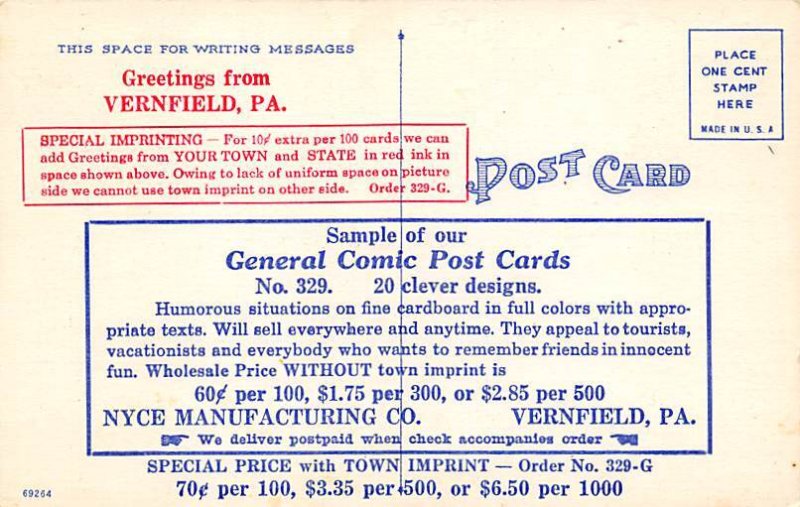 THIS SPACE FOR WRITING MESSAGES
Greetings from
VERNFIELD, PA.
PLACE
ONE CENT
STAMP
HERE
MADE IN U. S. A
SPECIAL IMPRINTING — For 10¢ extra per 100 cards we can
add Greetings from YOUR TOWN and STATE in red ink in
space shown above. Owing to lack of uniform space on picture
side we cannot use town imprint on other side. Order 329-G.
POST CARD
Sample of our
General Comic Post Cards
No. 329. 20 clever designs.
Humorous situations on fine cardboard in full colors with appro-
priate texts. Will sell everywhere and anytime. They appeal to tourists,
vacationists and everybody who wants to remember friends in innocent
fun. Wholesale Price WITHOUT town imprint is
60¢ per 100, $1.75 per 300, or $2.85 per 500
NYCE MANUFACTURING CO. VERNFIELD, PA.
We deliver postpaid when check accompanies order
SPECIAL PRICE with TOWN IMPRINT — Order No. 329-G
70¢ per 100, $3.35 per 500, or $6.50 per 1000
69264